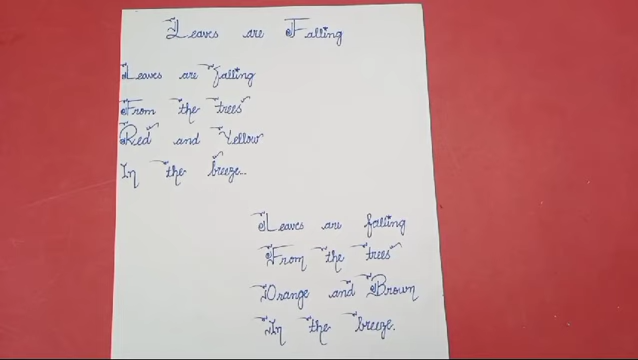 Leaves are Falling
Leaves are falling
From the trees
Red and Yellow
In the breeze...
Leaves are falling
From the trees
Orange and Brown
In the breeze.